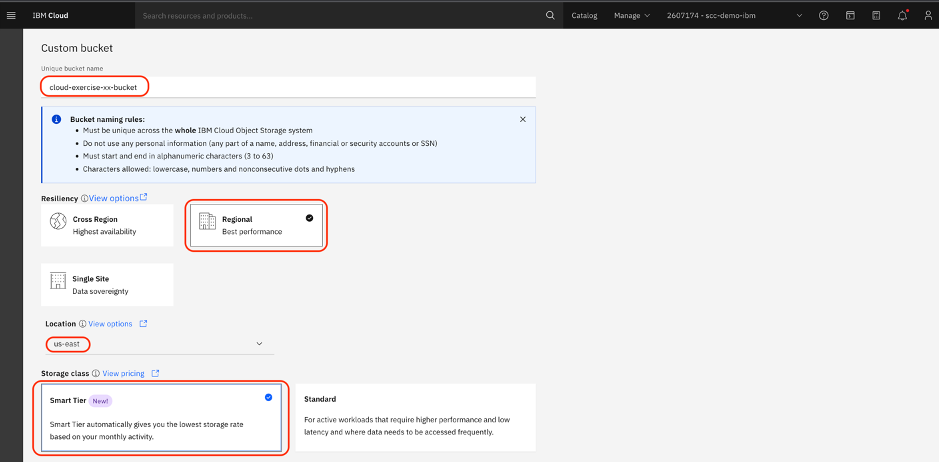 IBM Cloud
Search resources and products...
Catalog
Manage
2607174 - scc-demo-ibm
Custom bucket
Unique bucket name
cloud-exercise-xx-bucket
Bucket naming rules:
Must be unique across the whole IBM Cloud Object Storage system
Do not use any personal information (any part of a name, address, financial or security accounts or SSN)
Must start and end in alphanumeric characters (3 to 63)
Characters allowed: lowercase, numbers and nonconsecutive dots and hyphens
Resiliency View options
Cross Region
Highest availability
Regional
Best performance
Single Site
Data sovereignty
Location View options
us-east
Storage class View pricing
Smart Tier New!
Smart Tier automatically gives you the lowest storage rate
based on your monthly activity.
Standard
For active workloads that require higher performance and low
latency and where data needs to be accessed frequently.